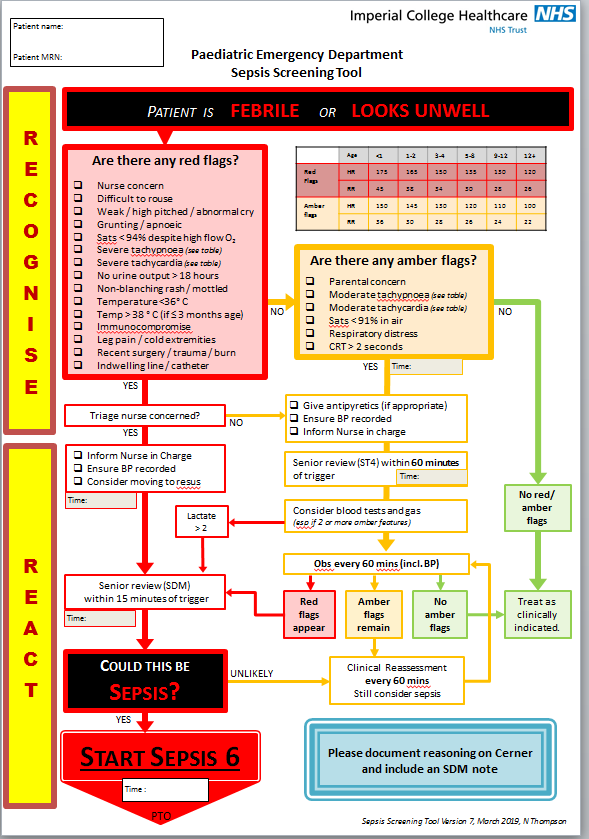 Imperial College Healthcare NHS
NHS Trust
Patient name:
Patient MRN:
Paediatric Emergency Department
Sepsis Screening Tool
RECOGNISE
PATIENT IS FEBRILE OR LOOKS UNWELL
Are there any red flags?
Nurse concern
Difficult to rouse
Weak / high pitched / abnormal cry
Grunting / apnoeic
Sats < 94% despite high flow O₂
Severe tachypnoea (see table)
Severe tachycardia (see table)
No urine output > 18 hours
Non-blanching rash / mottled
Temperature <36° C
Temp > 38 ° C (if ≤ 3 months age)
Immunocompromise
Leg pain / cold extremities
Recent surgery / trauma / burn
Indwelling line / catheter
Age <1 1-2 3-4 5-8 9-12 12+
Red Flags HR 175 165 150 135 130 120
RR 45 38 34 30 28 25
Amber flags HR 150 145 130 120 110 100
RR 36 30 28 26 24 22
NO
Are there any amber flags?
Parental concern
Moderate tachypnoea (see table)
Moderate tachycardia (see table)
Sats < 91% in air
Respiratory distress
CRT > 2 seconds
NO
YES
YES
Time:
Triage nurse concerned?
NO
YES
Give antipyretics (if appropriate)
Ensure BP recorded
Inform Nurse in charge
REACT
Inform Nurse in Charge
Ensure BP recorded
Consider moving to resus
Time:
Senior review (ST4) within 60 minutes
of trigger
Time:
Lactate
> 2
Consider blood tests and gas
(esp if 2 or more amber features)
No red/
amber
flags
Obs every 60 mins (incl. BP)
Senior review (SDM)
within 15 minutes of trigger
Time:
Red
flags
appear
Amber
flags
remain
No
amber
flags
Treat as
clinically
indicated.
COULD THIS BE
SEPSIS?
UNLIKELY
Clinical Reassessment
every 60 mins
Still consider sepsis
YES
START SEPSIS 6
Time :
PTO
Please document reasoning on Cerner
and include an SDM note
Sepsis Screening Tool Version 7, March 2019, N Thompson